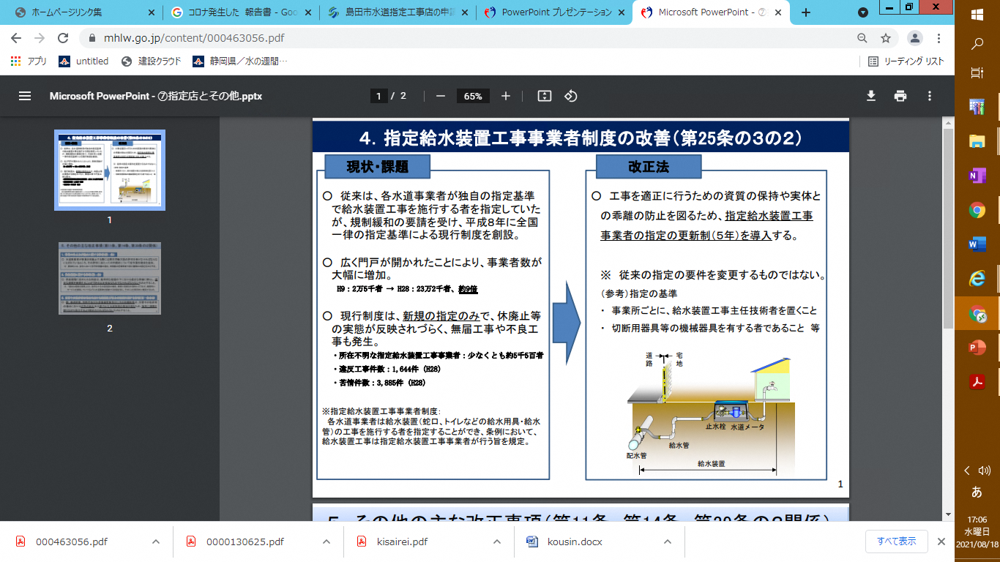 ホームページリンク集
コロナ発生した 報告書 - Goo
島田市水道指定工事店の申請
PowerPoint プレゼンテーション
Microsoft PowerPoint - ⑦
mhlw.go.jp/content/000463056.pdf
アプリ
untitled
建設クラウド
静岡県／水の週間…
リーディング リスト
Microsoft PowerPoint - ⑦指定店とその他.pptx
1 / 2
65%
1
2
４．指定給水装置工事事業者制度の改善（第２５条の３の２）
現状・課題
○ 従来は、各水道事業者が独自の指定基準
で給水装置工事を施行する者を指定していた
が、規制緩和の要請を受け、平成８年に全国
一律の指定基準による現行制度を創設。
○ 広く門戸が開かれたことにより、事業者数が
大幅に増加。
H9：2万5千者 → H28：23万2千者、約9倍
○ 現行制度は、新規の指定のみで、休廃止等
の実態が反映されづらく、無届工事や不良工
事も発生。
・所在不明な指定給水装置工事事業者：少なくとも約5千5百者
・違反工事件数：1,644件 (H28)
・苦情件数：3,885件 (H28)
※指定給水装置工事事業者制度：
各水道事業者は給水装置（蛇口、トイレなどの給水用具・給水
管）の工事を施行する者を指定することができ、条例において、
給水装置工事は指定給水装置工事事業者が行う旨を規定。
改正法
○ 工事を適正に行うための資質の保持や実体と
の乖離の防止を図るため、指定給水装置工事
事業者の指定の更新制（５年）を導入する。
※ 従来の指定の要件を変更するものではない。
（参考）指定の基準
・ 事業所ごとに、給水装置工事主任技術者を置くこと
・ 切断用器具等の機械器具を有する者であること 等
道路
宅地
止水栓
水道メータ
給水管
配水管
給水装置
1
５．その他の主な改正事項（第11条、第14条、第39条の2関係）
000463056.pdf
0000130625.pdf
kisairei.pdf
kousin.docx
すべて表示
あ
17:06
水曜日
2021/08/18